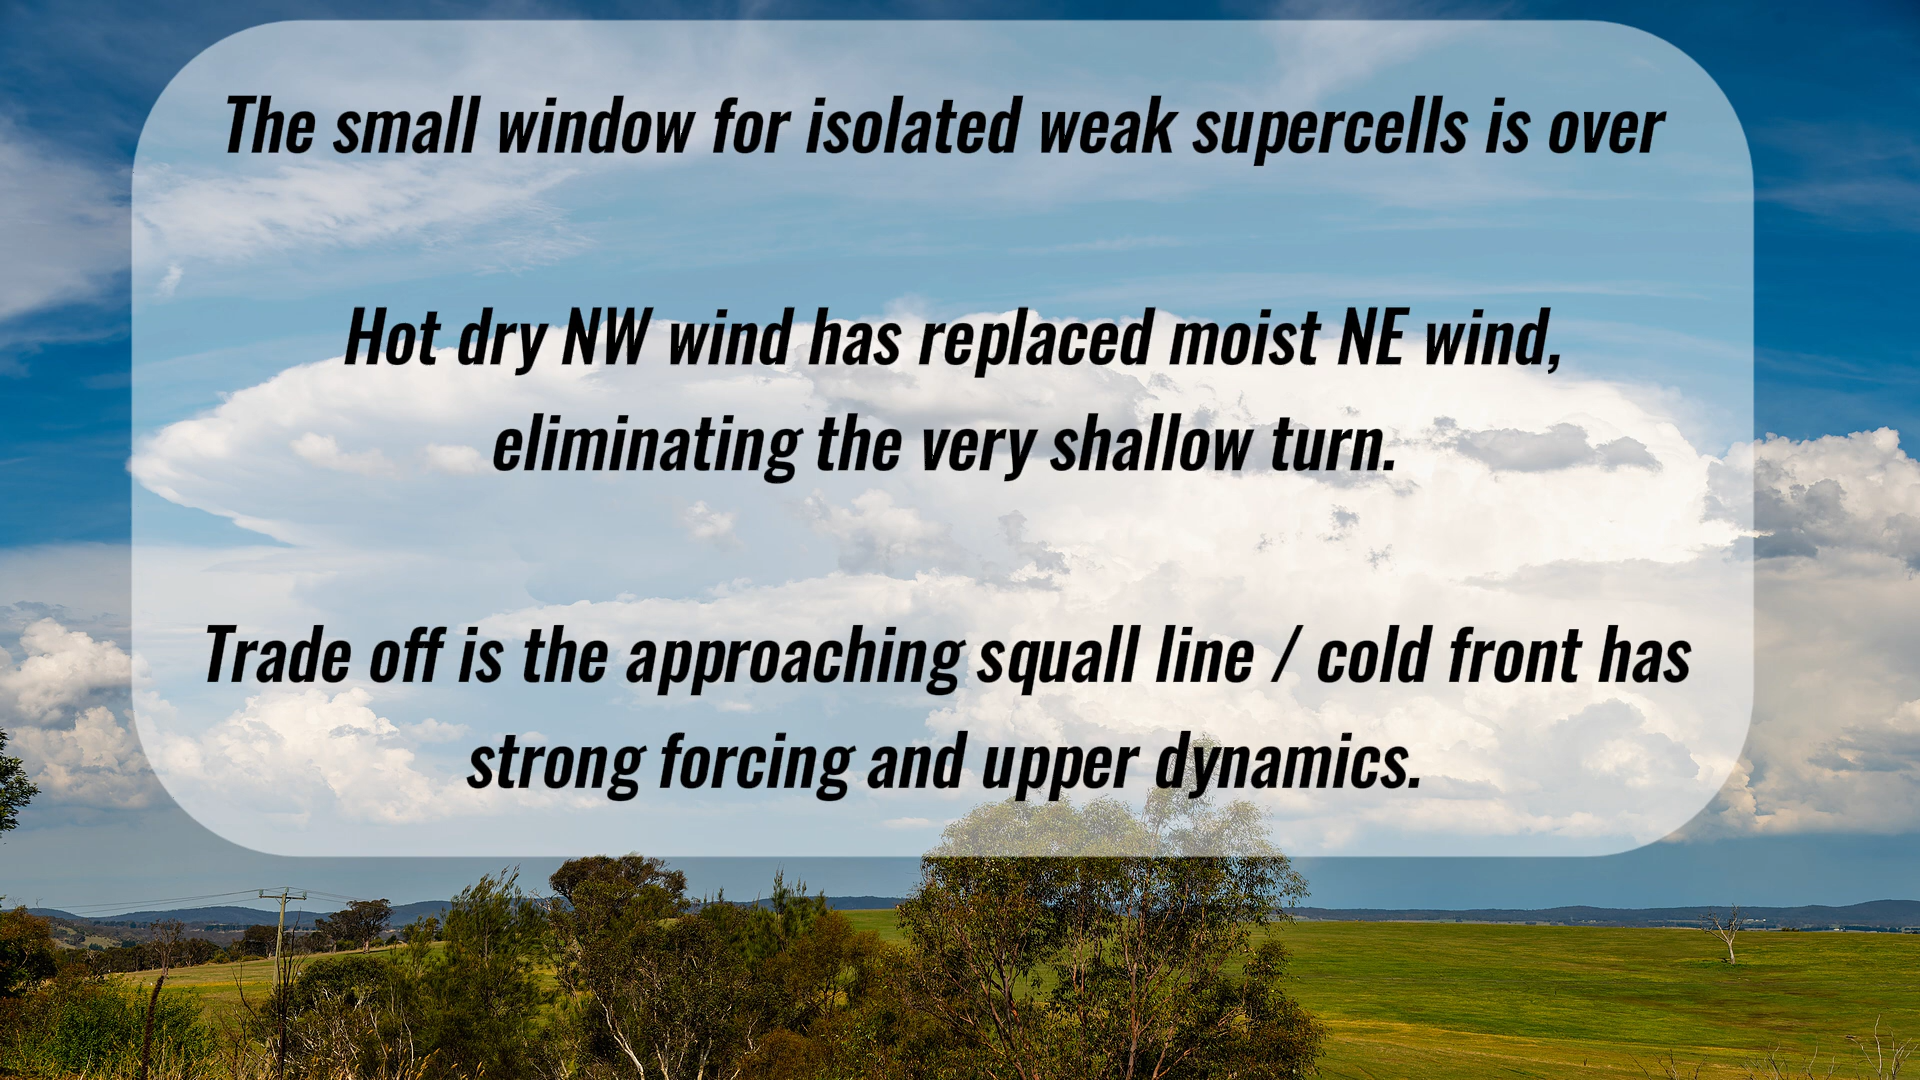 The small window for isolated weak supercells is over
Hot dry NW wind has replaced moist NE wind,
eliminating the very shallow turn.
Trade off is the approaching squall line / cold front has
strong forcing and upper dynamics.